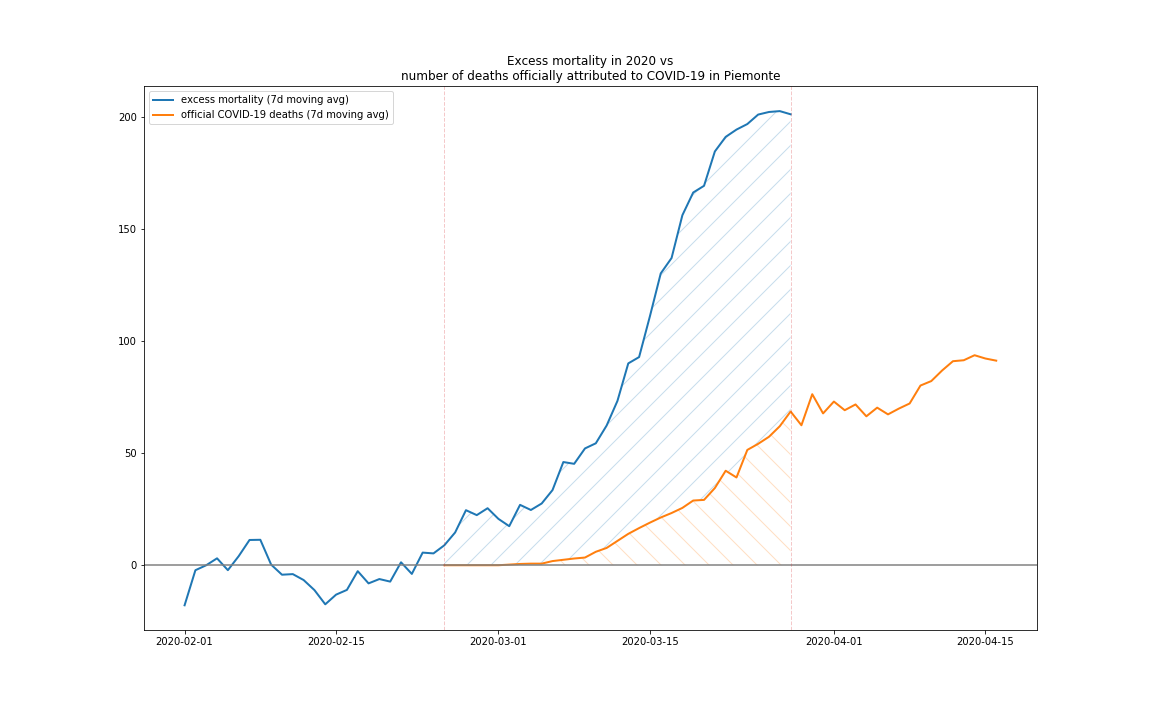 Excess mortality in 2020 vs
number of deaths officially attributed to COVID-19 in Piemonte
excess mortality (7d moving avg)
official COVID-19 deaths (7d moving avg)
200
150
100
50
0
2020-02-01 2020-02-15 2020-03-01 2020-03-15 2020-04-01 2020-04-15